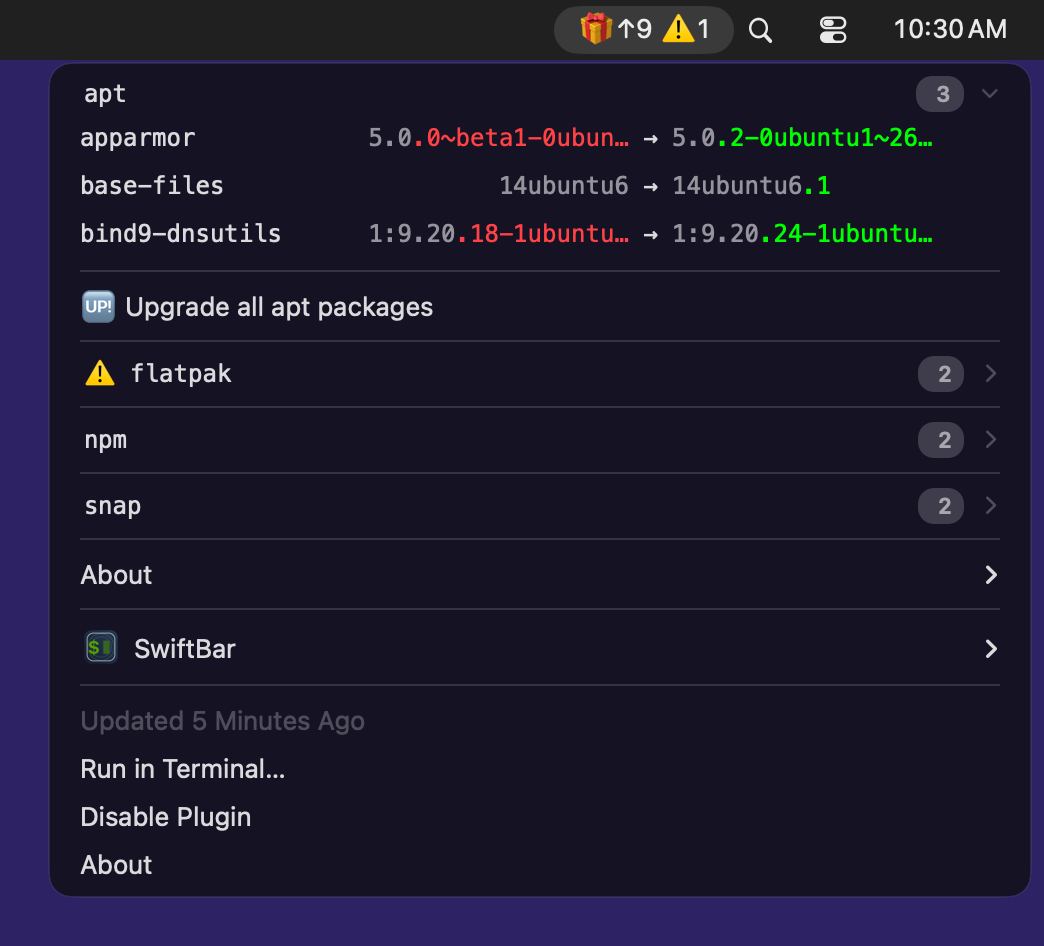 🎁↑9 ⚠️1 10:30 AM
apt 3
apparmor 5.0.0~beta1-0ubun… → 5.0.2-0ubuntu1~26…
base-files 14ubuntu6 → 14ubuntu6.1
bind9-dnsutils 1:9.20.18-1ubuntu… → 1:9.20.24-1ubuntu…
UP! Upgrade all apt packages
⚠️ flatpak 2
npm 2
snap 2
About
$ SwiftBar
Updated 5 Minutes Ago
Run in Terminal…
Disable Plugin
About